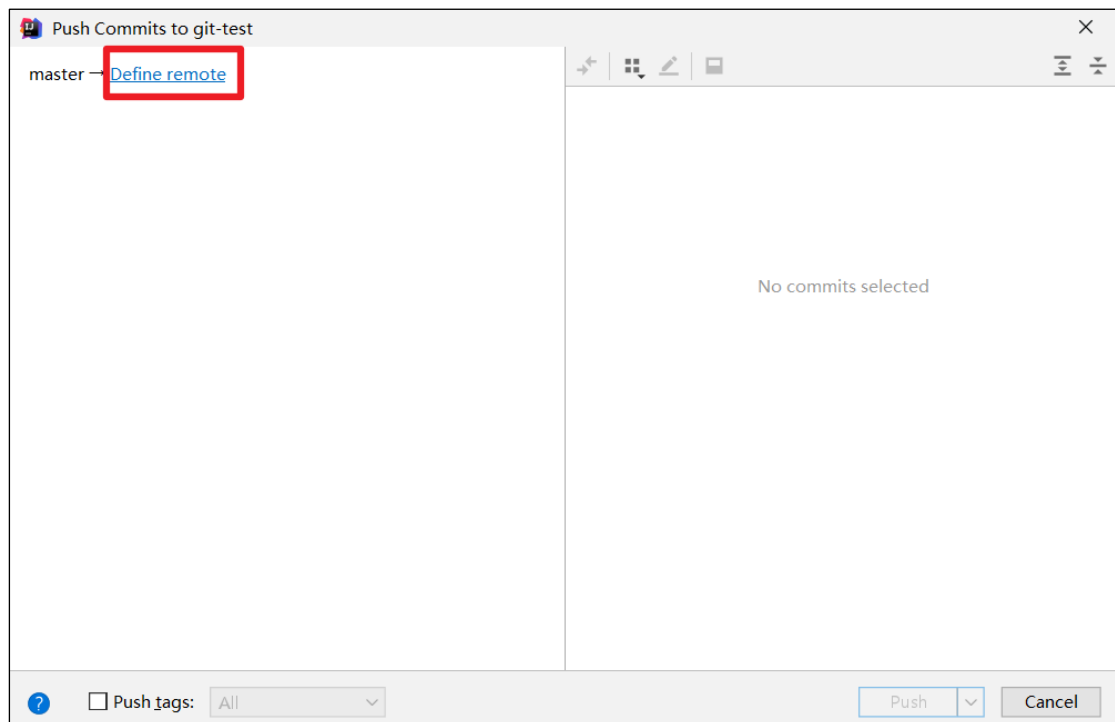 Push Commits to git-test
master → Define remote
No commits selected
Push tags: All
Push Cancel